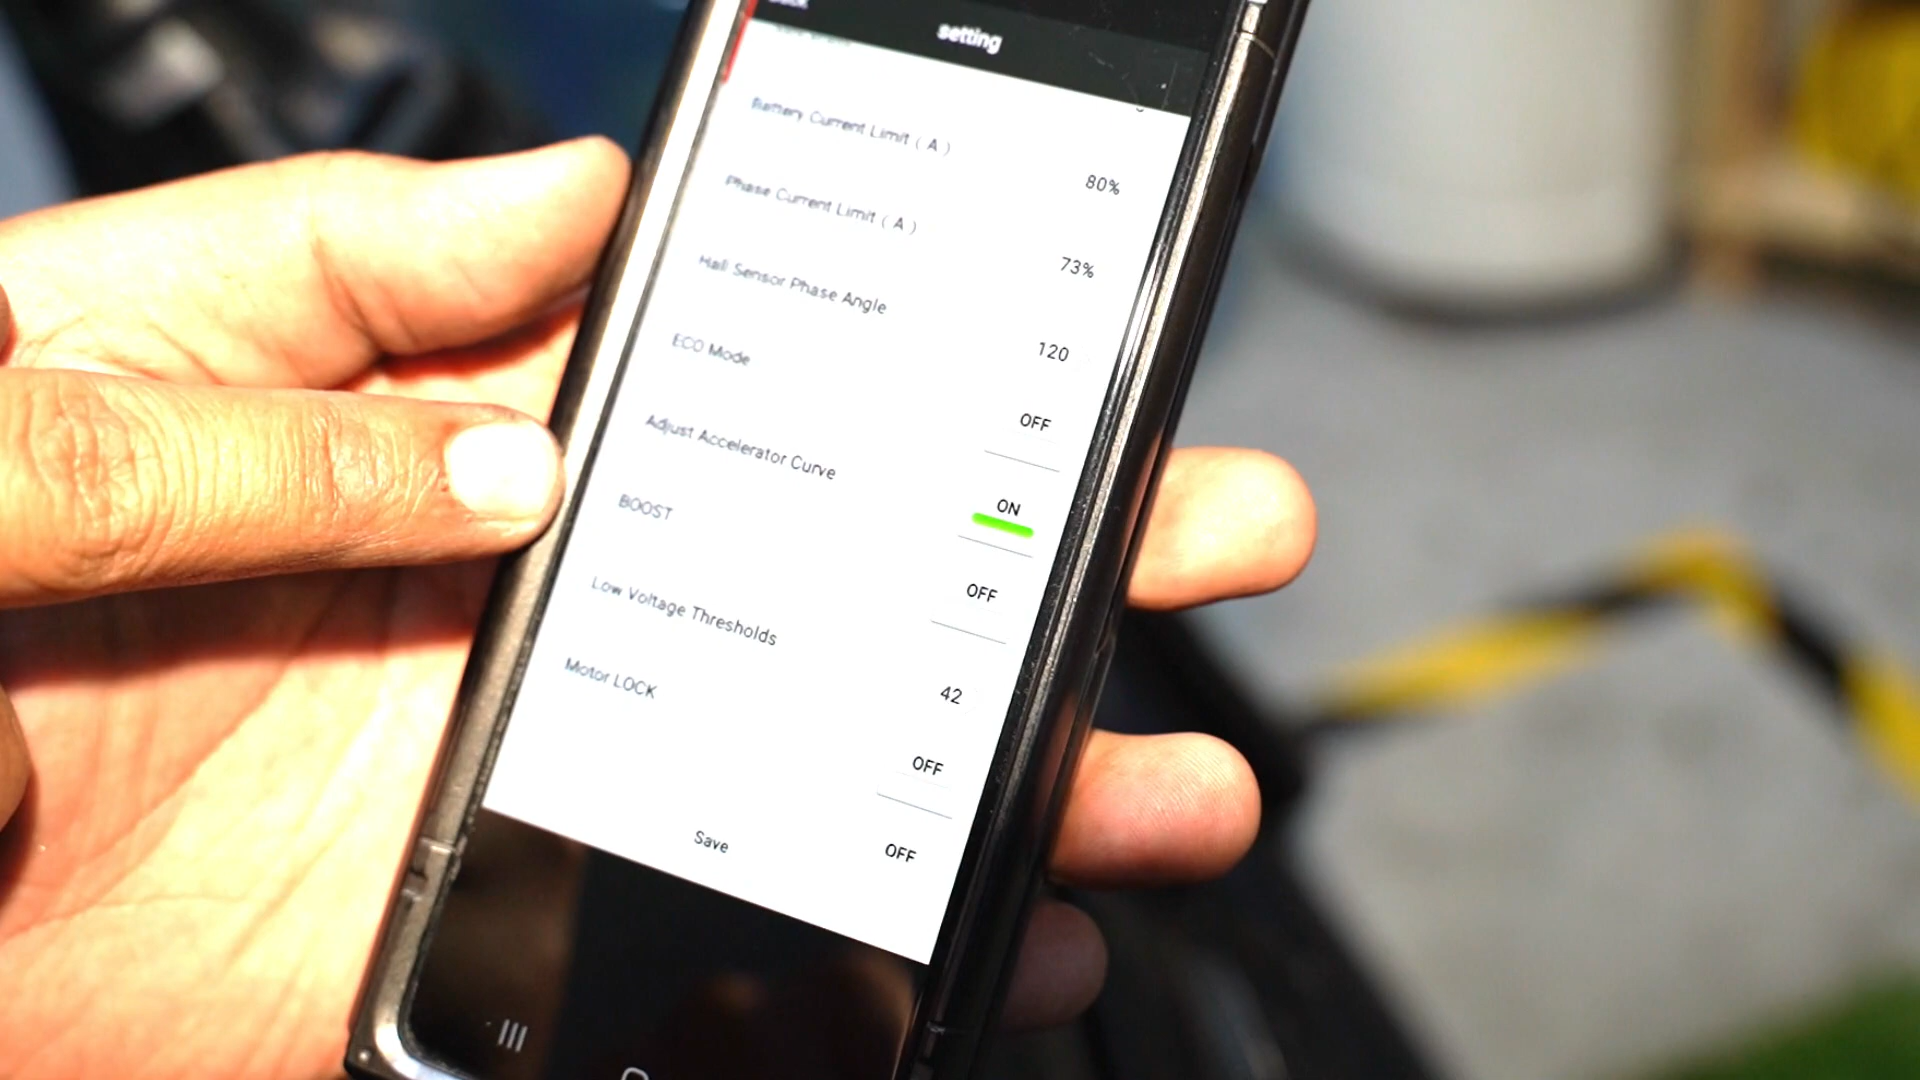 setting
Battery Current Limit ( A )
80%
Phase Current Limit ( A )
73%
Hall Sensor Phase Angle
120
ECO Mode
OFF
Adjust Accelerator Curve
ON
BOOST
OFF
Low Voltage Thresholds
42
Motor LOCK
OFF
Save
OFF